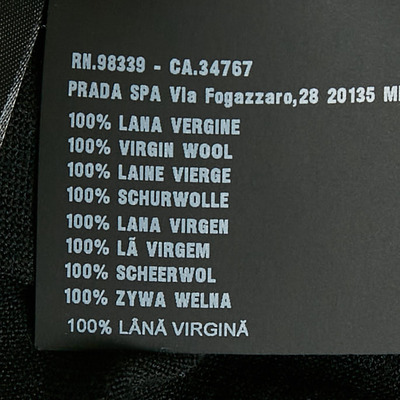 RN.98339 - CA.34767
PRADA SPA VIa Fogazzaro,28 20135
100% LANA VERGINE
100% VIRGIN WOOL
100% LAINE VIERGE
100% SCHURWOLLE
100% LANA VIRGEN
100% LÃ VIRGEM
100% SCHEERWOL
100% ZYWA WELNA
100% LÂNĂ VIRGINĂ